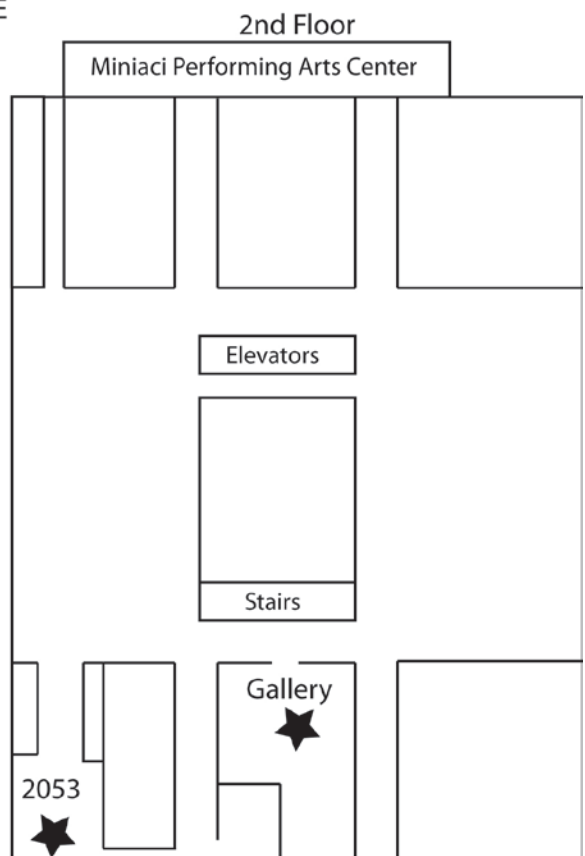 E
2nd Floor
Miniaci Performing Arts Center
Elevators
Stairs
Gallery
2053